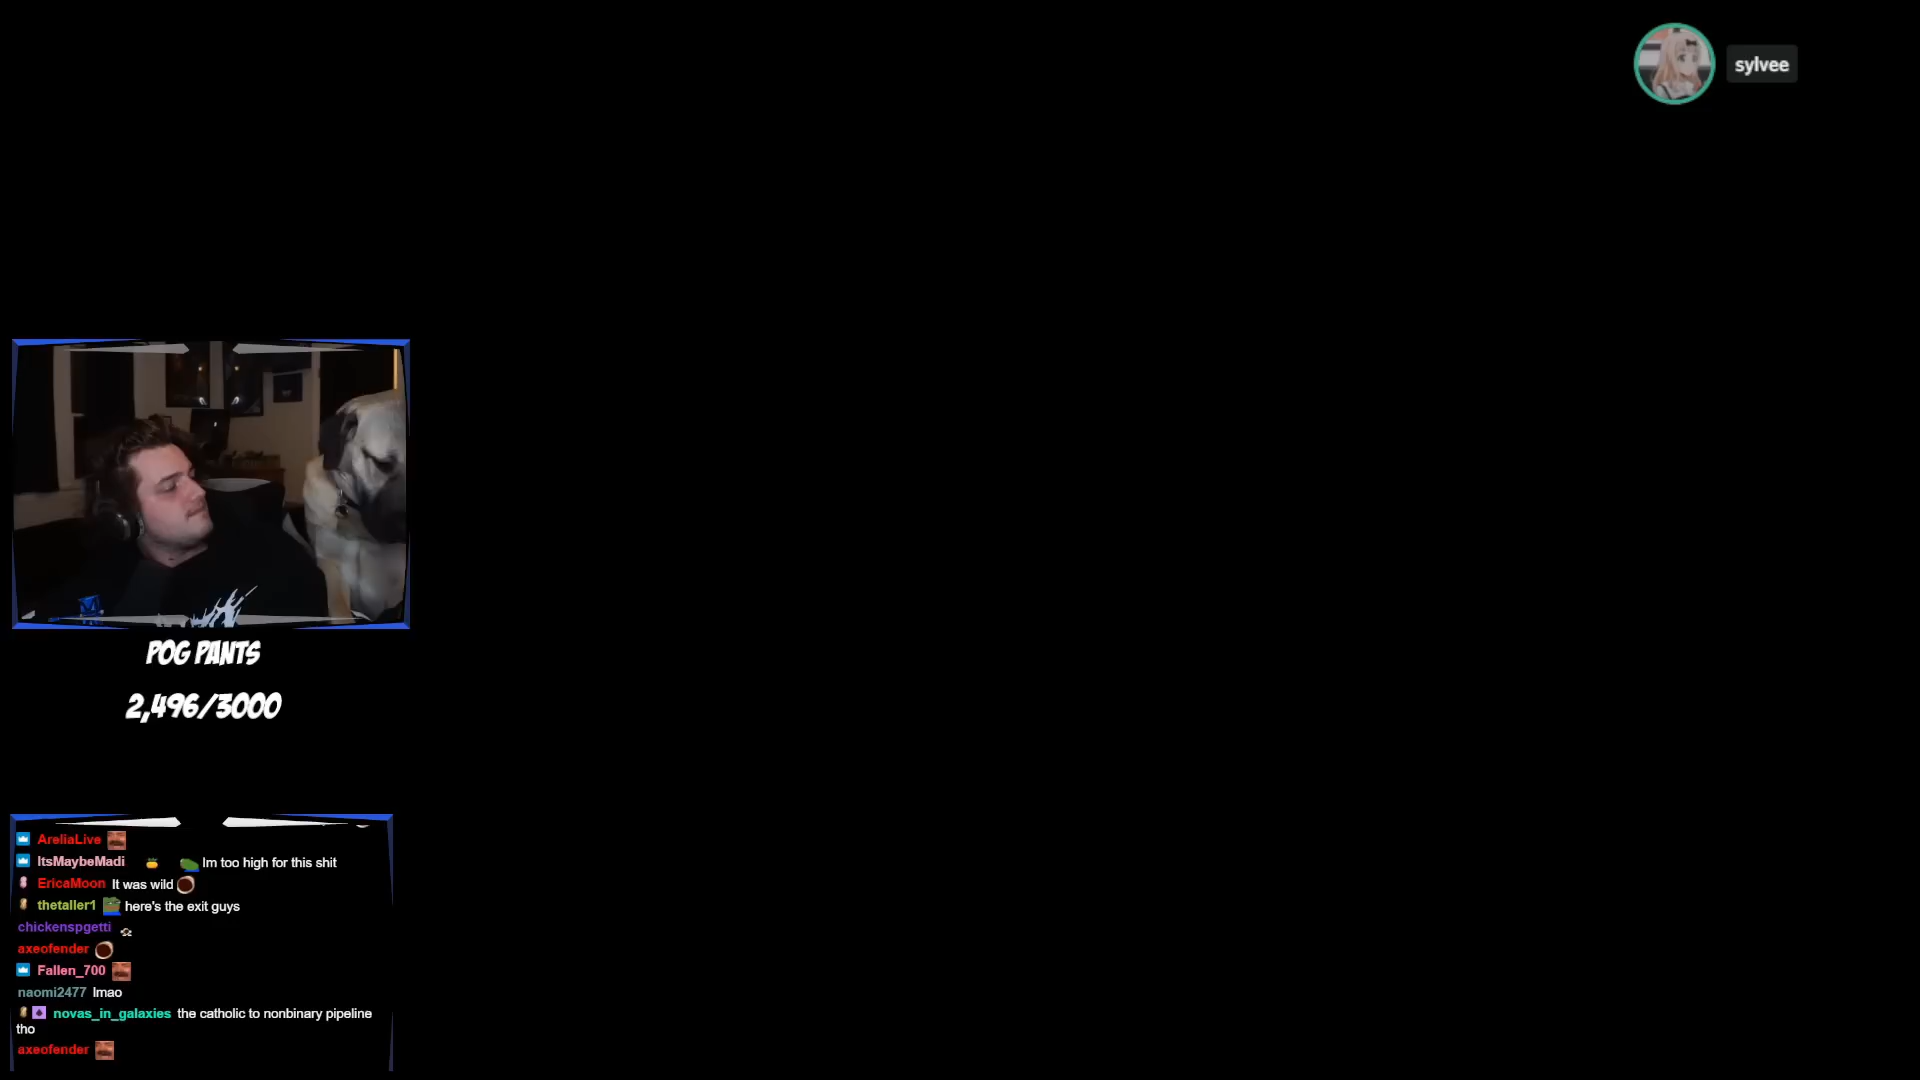 sylvee
POG PANTS
2,496/3000
AreliaLive
ItsMaybeMadi Im too high for this shit
EricaMoon It was wild
thetaller1 here's the exit guys
chickenspgetti
axeofender
Fallen_700
naomi2477 lmao
novas_in_galaxies the catholic to nonbinary pipeline
tho
axeofender